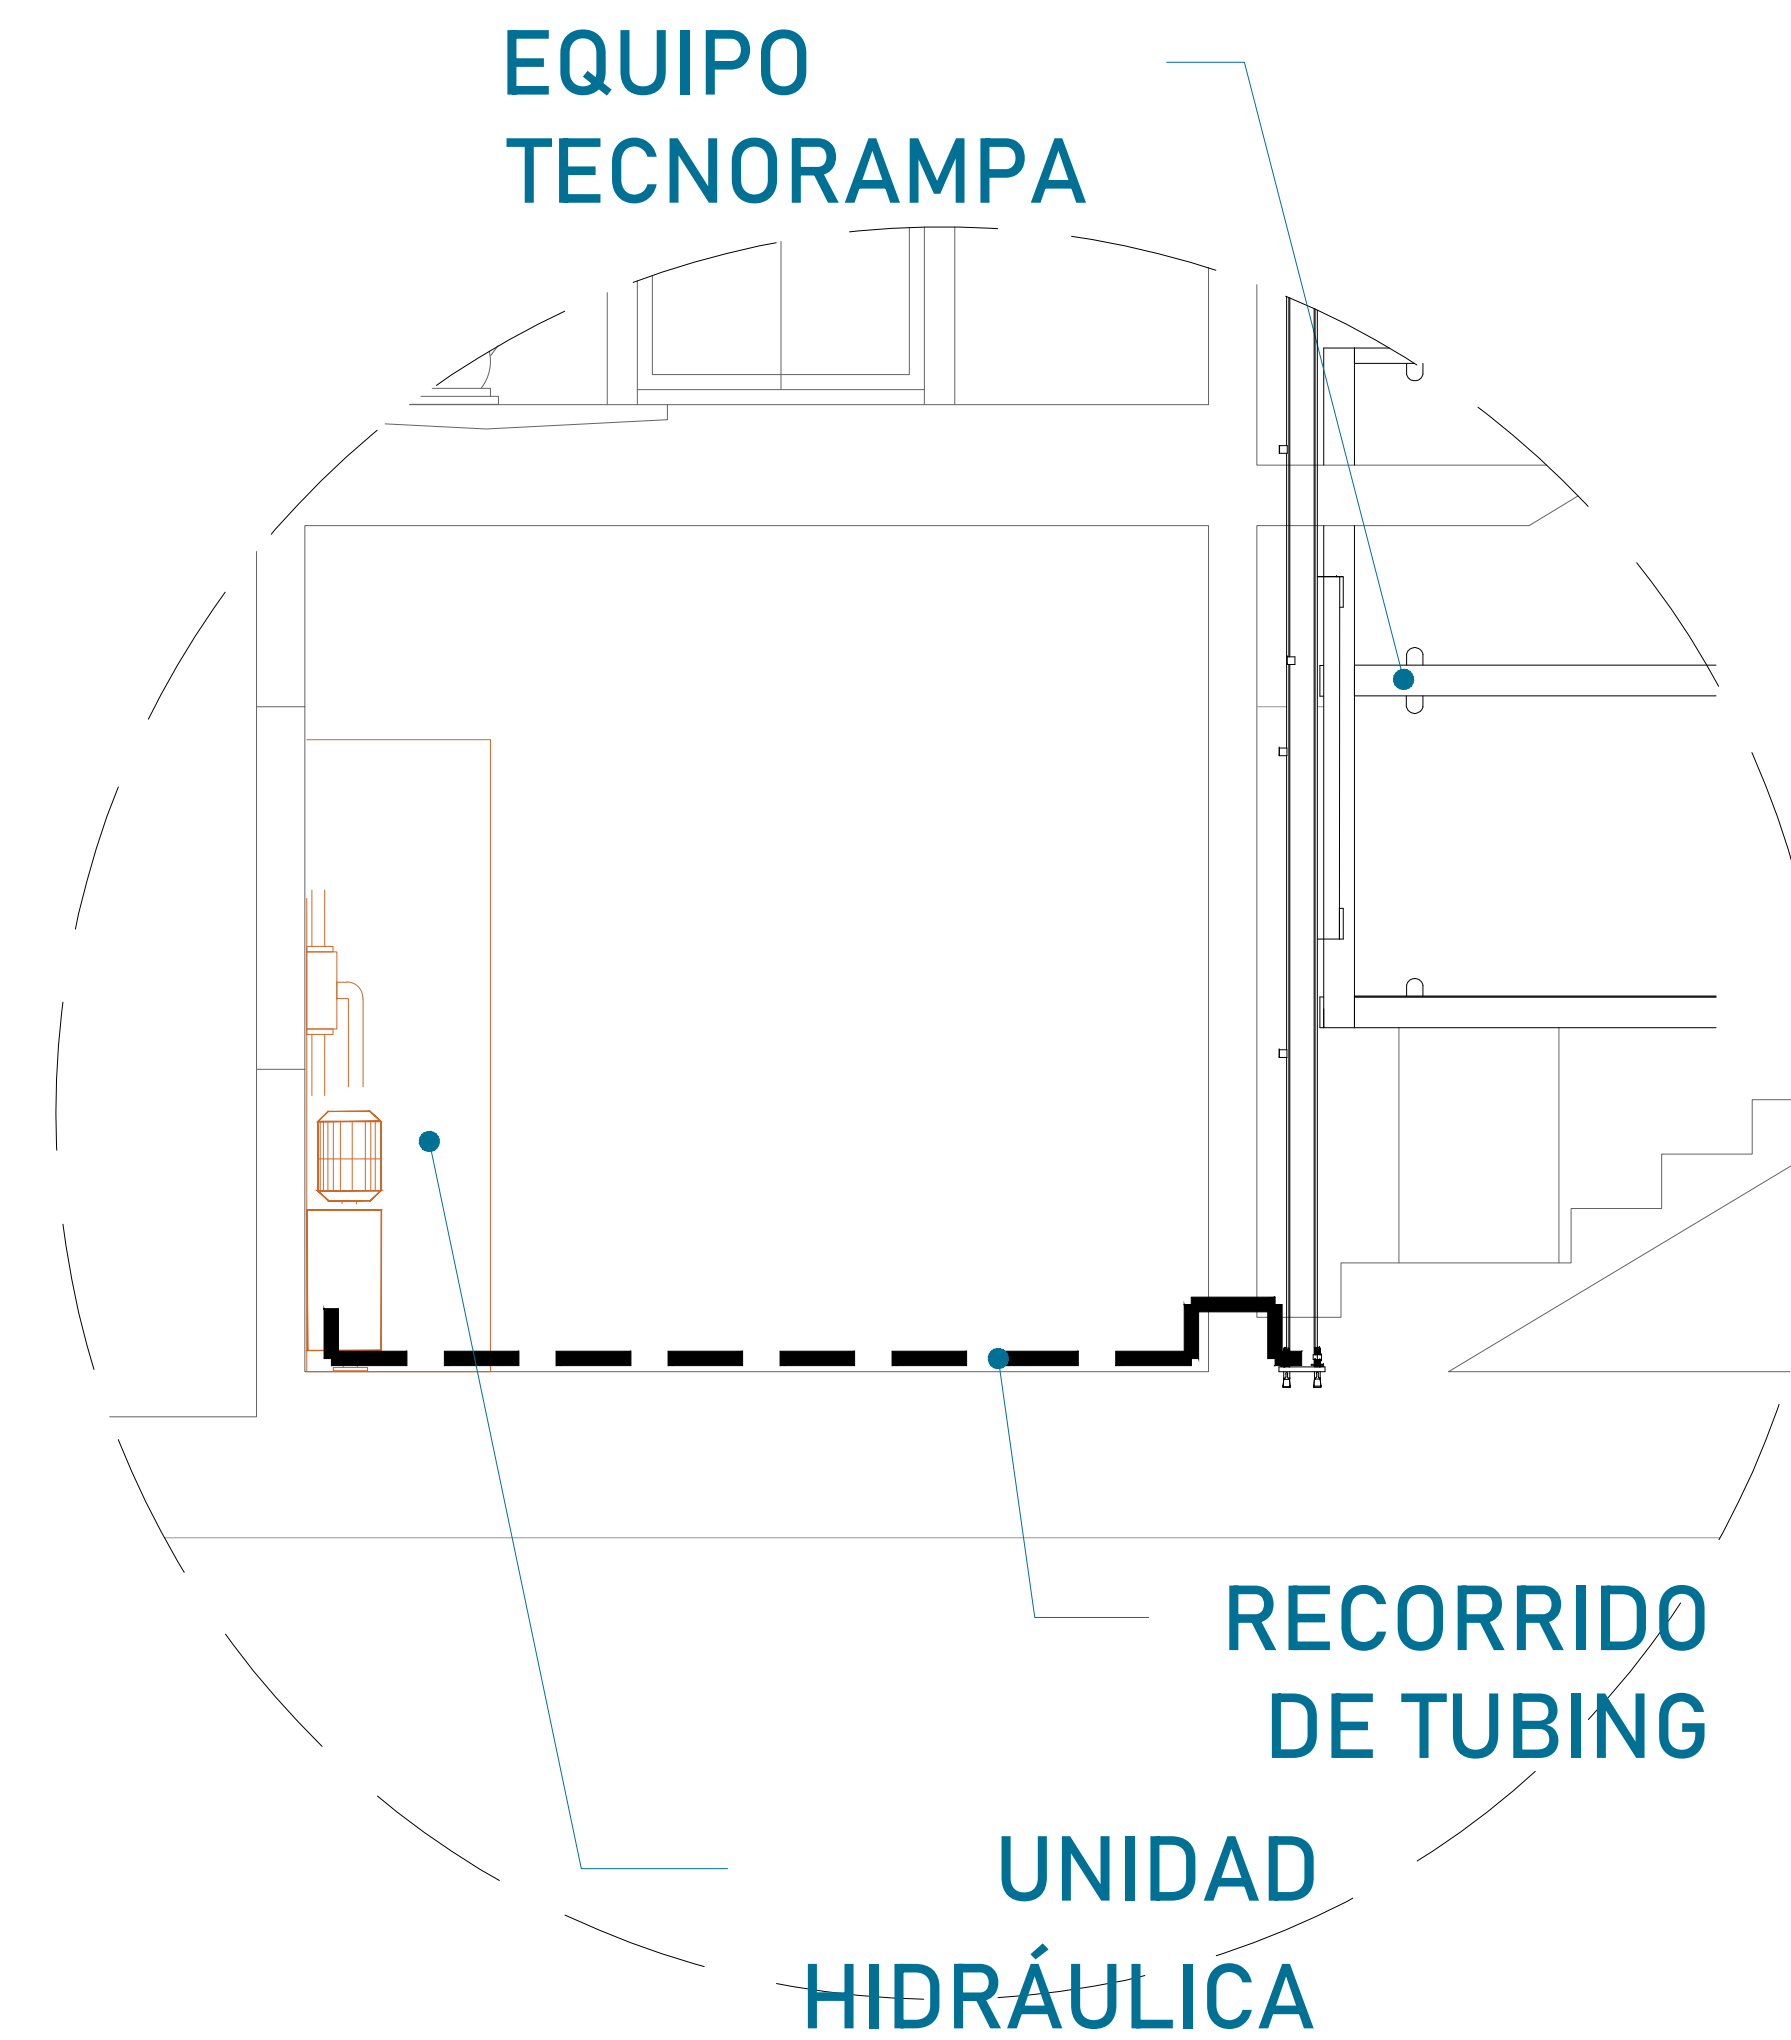 EQUIPO
TECNORAMPA
RECORRIDO
DE TUBING
UNIDAD
HIDRÁULICA